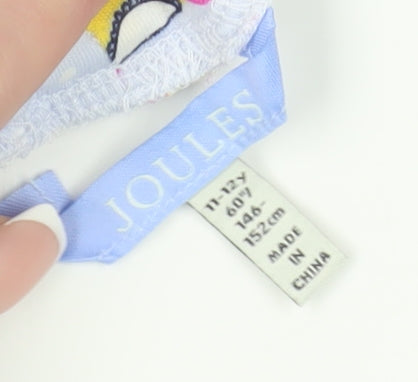 JOULES
11-12y
60"/
146-
152cm
MADE
IN
CHINA